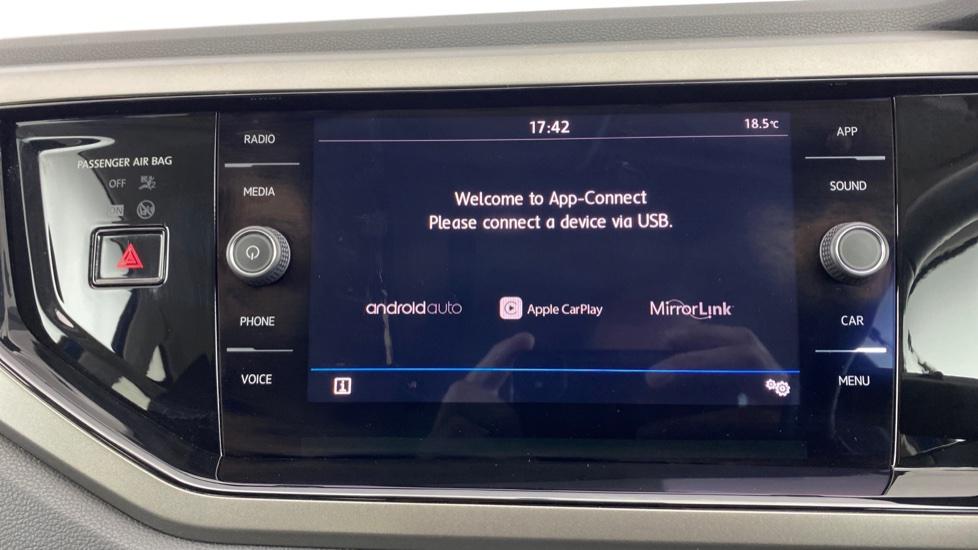 PASSENGER AIR BAG
OFF
ON
RADIO
MEDIA
PHONE
VOICE
17:42
18.5°C
Welcome to App-Connect
Please connect a device via USB.
androidauto
Apple CarPlay
MirrorLink
i
APP
SOUND
CAR
MENU